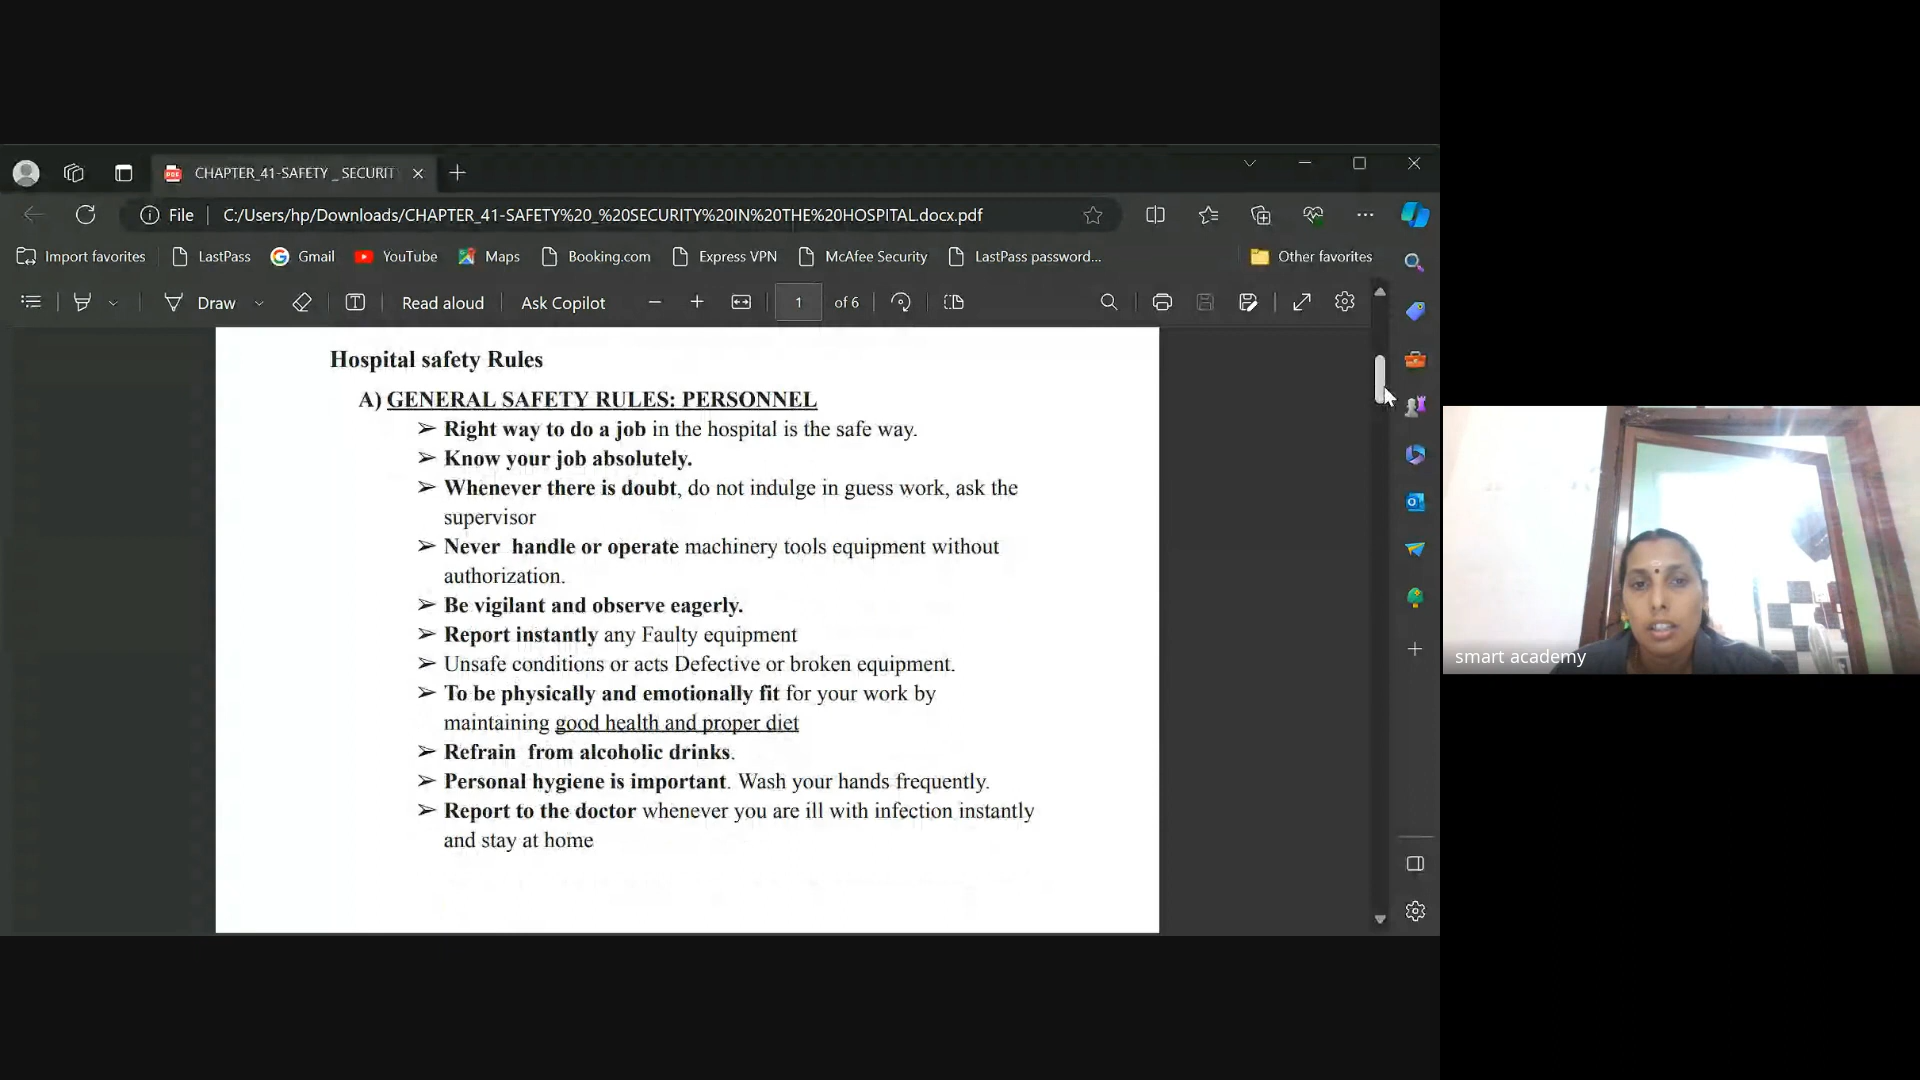 CHAPTER_41-SAFETY _ SECURIT
File
C:/Users/hp/Downloads/CHAPTER_41-SAFETY%20_%20SECURITY%20IN%20THE%20HOSPITAL.docx.pdf
Import favorites LastPass Gmail YouTube Maps Booking.com Express VPN McAfee Security LastPass password... Other favorites
Draw Read aloud Ask Copilot 1 of 6
Hospital safety Rules
A) GENERAL SAFETY RULES: PERSONNEL
➢ Right way to do a job in the hospital is the safe way.
➢ Know your job absolutely.
➢ Whenever there is doubt, do not indulge in guess work, ask the
supervisor
➢ Never handle or operate machinery tools equipment without
authorization.
➢ Be vigilant and observe eagerly.
➢ Report instantly any Faulty equipment
➢ Unsafe conditions or acts Defective or broken equipment.
➢ To be physically and emotionally fit for your work by
maintaining good health and proper diet
➢ Refrain from alcoholic drinks.
➢ Personal hygiene is important. Wash your hands frequently.
➢ Report to the doctor whenever you are ill with infection instantly
and stay at home
smart academy